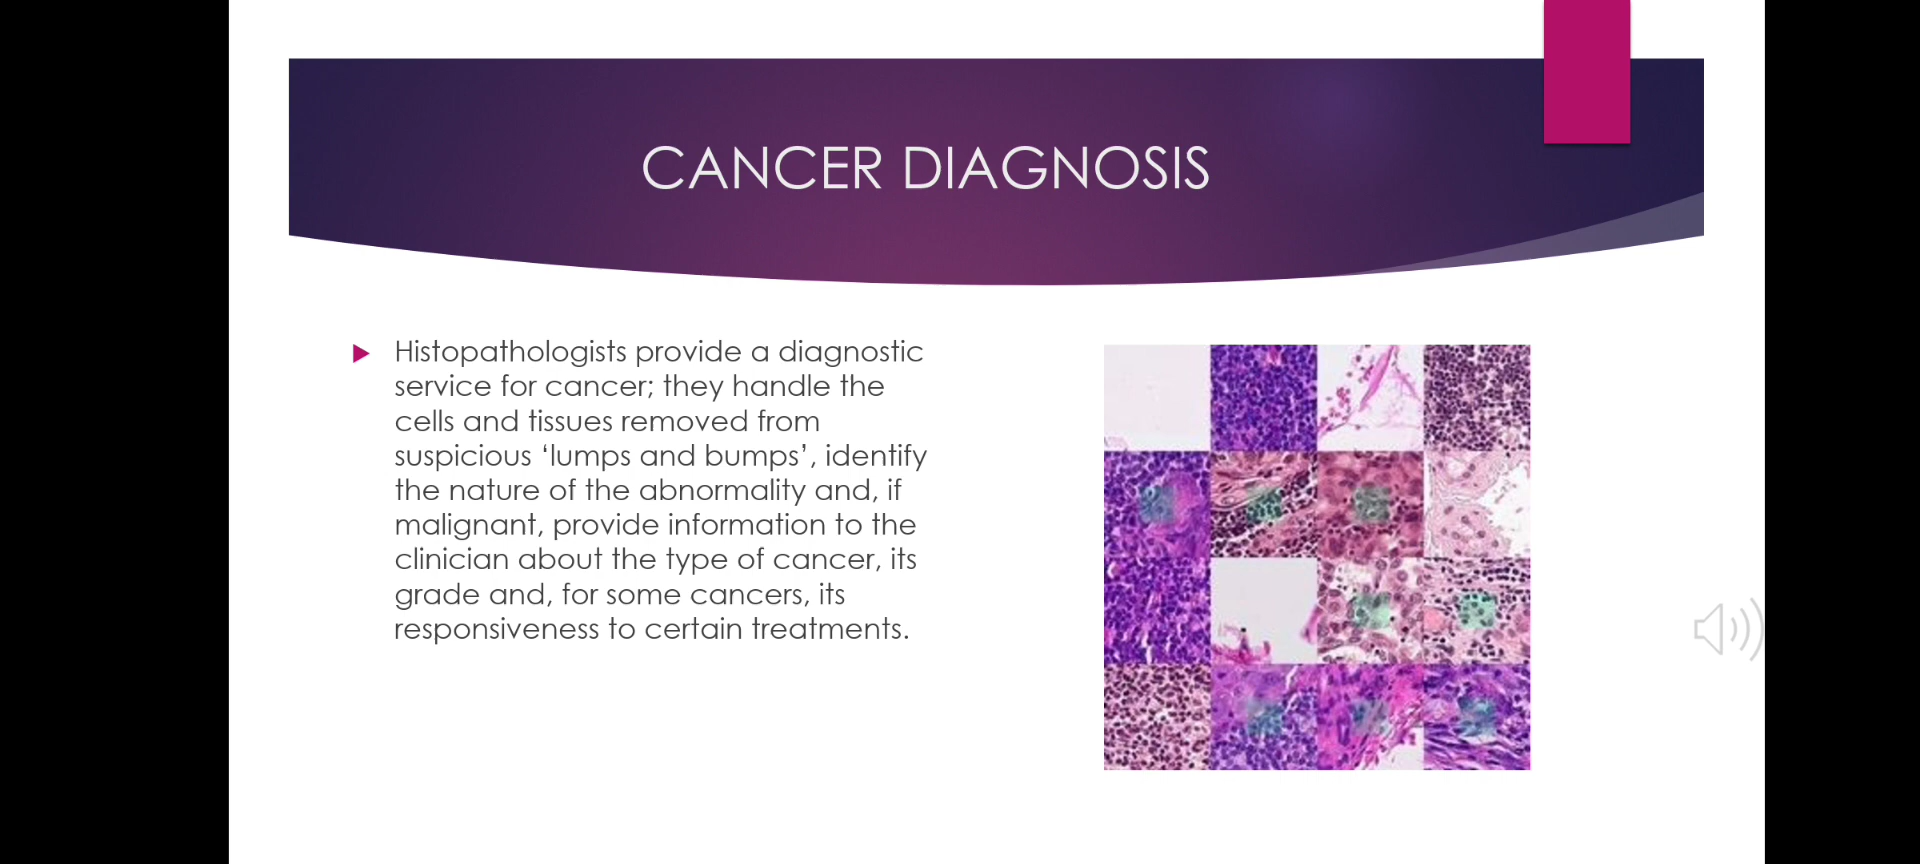 CANCER DIAGNOSIS
Histopathologists provide a diagnostic
service for cancer; they handle the
cells and tissues removed from
suspicious ‘lumps and bumps’, identify
the nature of the abnormality and, if
malignant, provide information to the
clinician about the type of cancer, its
grade and, for some cancers, its
responsiveness to certain treatments.